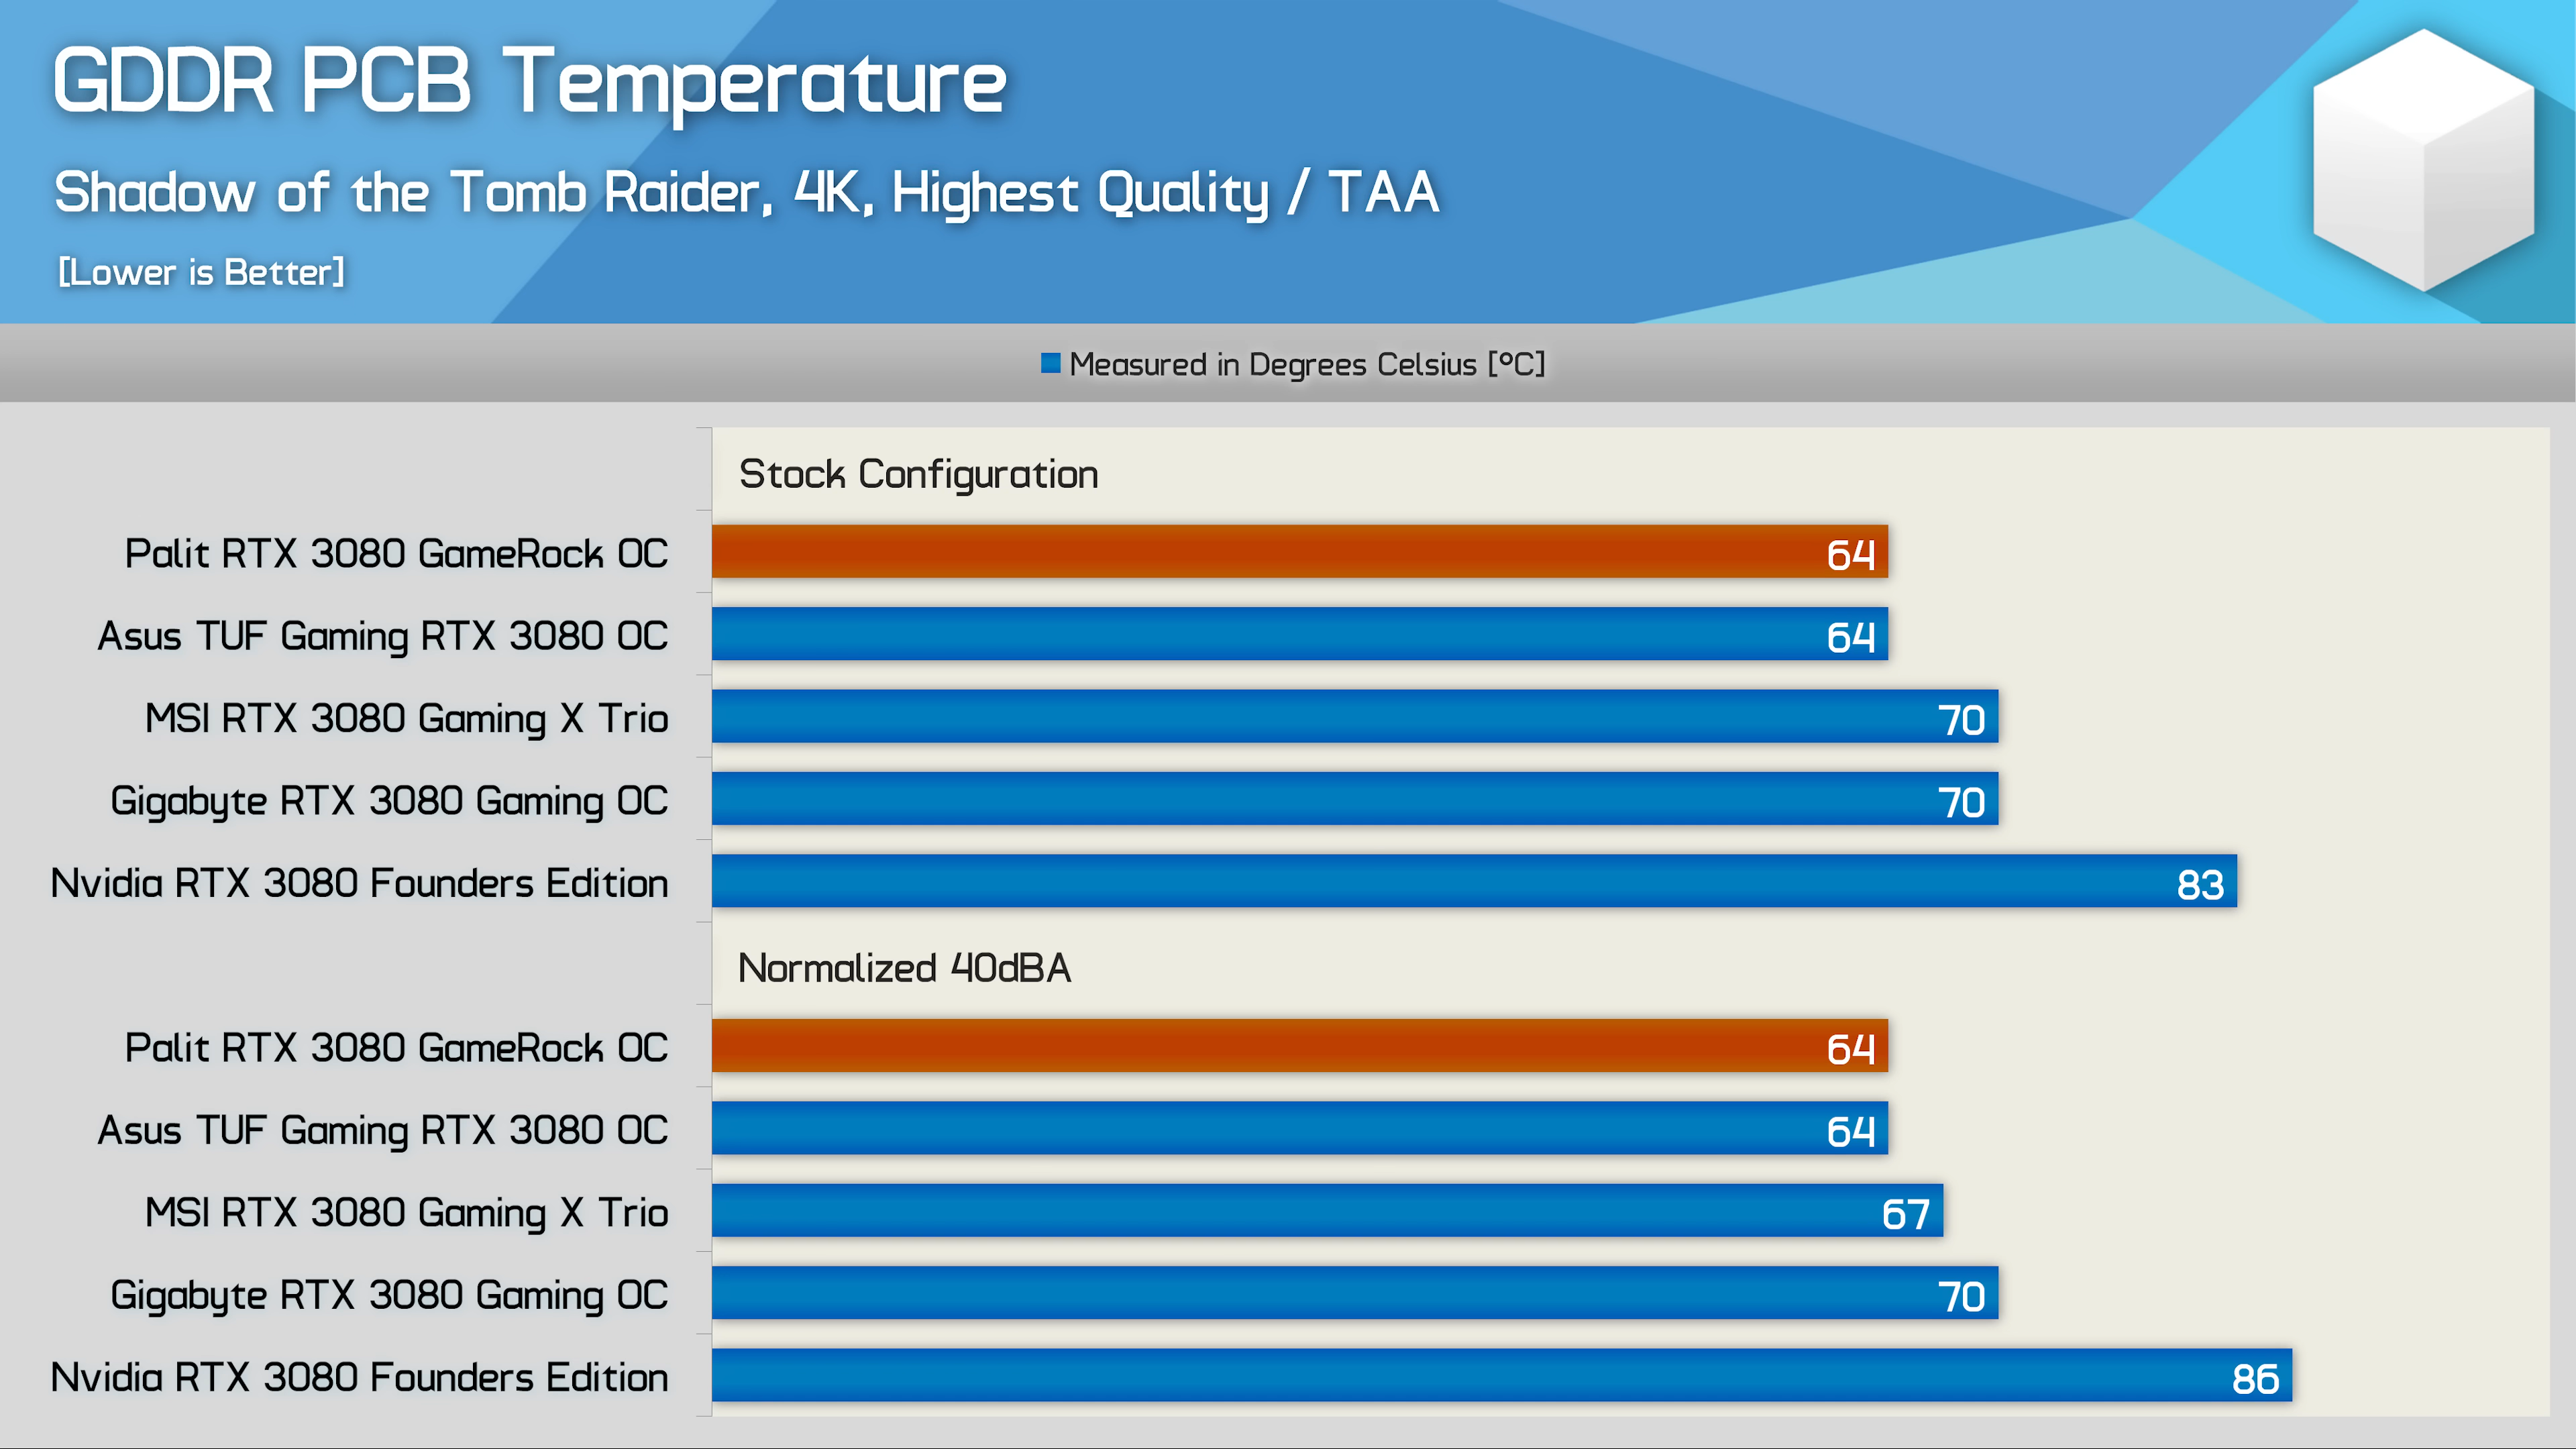 GDDR PCB Temperature
Shadow of the Tomb Raider, 4K, Highest Quality / TAA
[Lower is Better]
Measured in Degrees Celsius [°C]
Stock Configuration
Palit RTX 3080 GameRock OC 64
Asus TUF Gaming RTX 3080 OC 64
MSI RTX 3080 Gaming X Trio 70
Gigabyte RTX 3080 Gaming OC 70
Nvidia RTX 3080 Founders Edition 83
Normalized 40dBA
Palit RTX 3080 GameRock OC 64
Asus TUF Gaming RTX 3080 OC 64
MSI RTX 3080 Gaming X Trio 67
Gigabyte RTX 3080 Gaming OC 70
Nvidia RTX 3080 Founders Edition 86